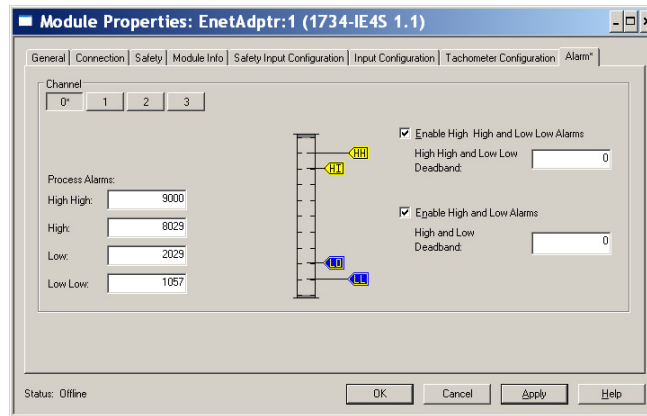 Module Properties: EnetAdptr:1 (1734-IE4S 1.1)
General Connection Safety Module Info Safety Input Configuration Input Configuration Tachometer Configuration Alarm*
Channel
0* 1 2 3
Enable High High and Low Low Alarms
High High and Low Low
Deadband: 0
HH
HI
Process Alarms:
High High: 9000
High: 8029
Low: 2029
Low Low: 1057
Enable High and Low Alarms
High and Low
Deadband: 0
LO
LL
Status: Offline OK Cancel Apply Help